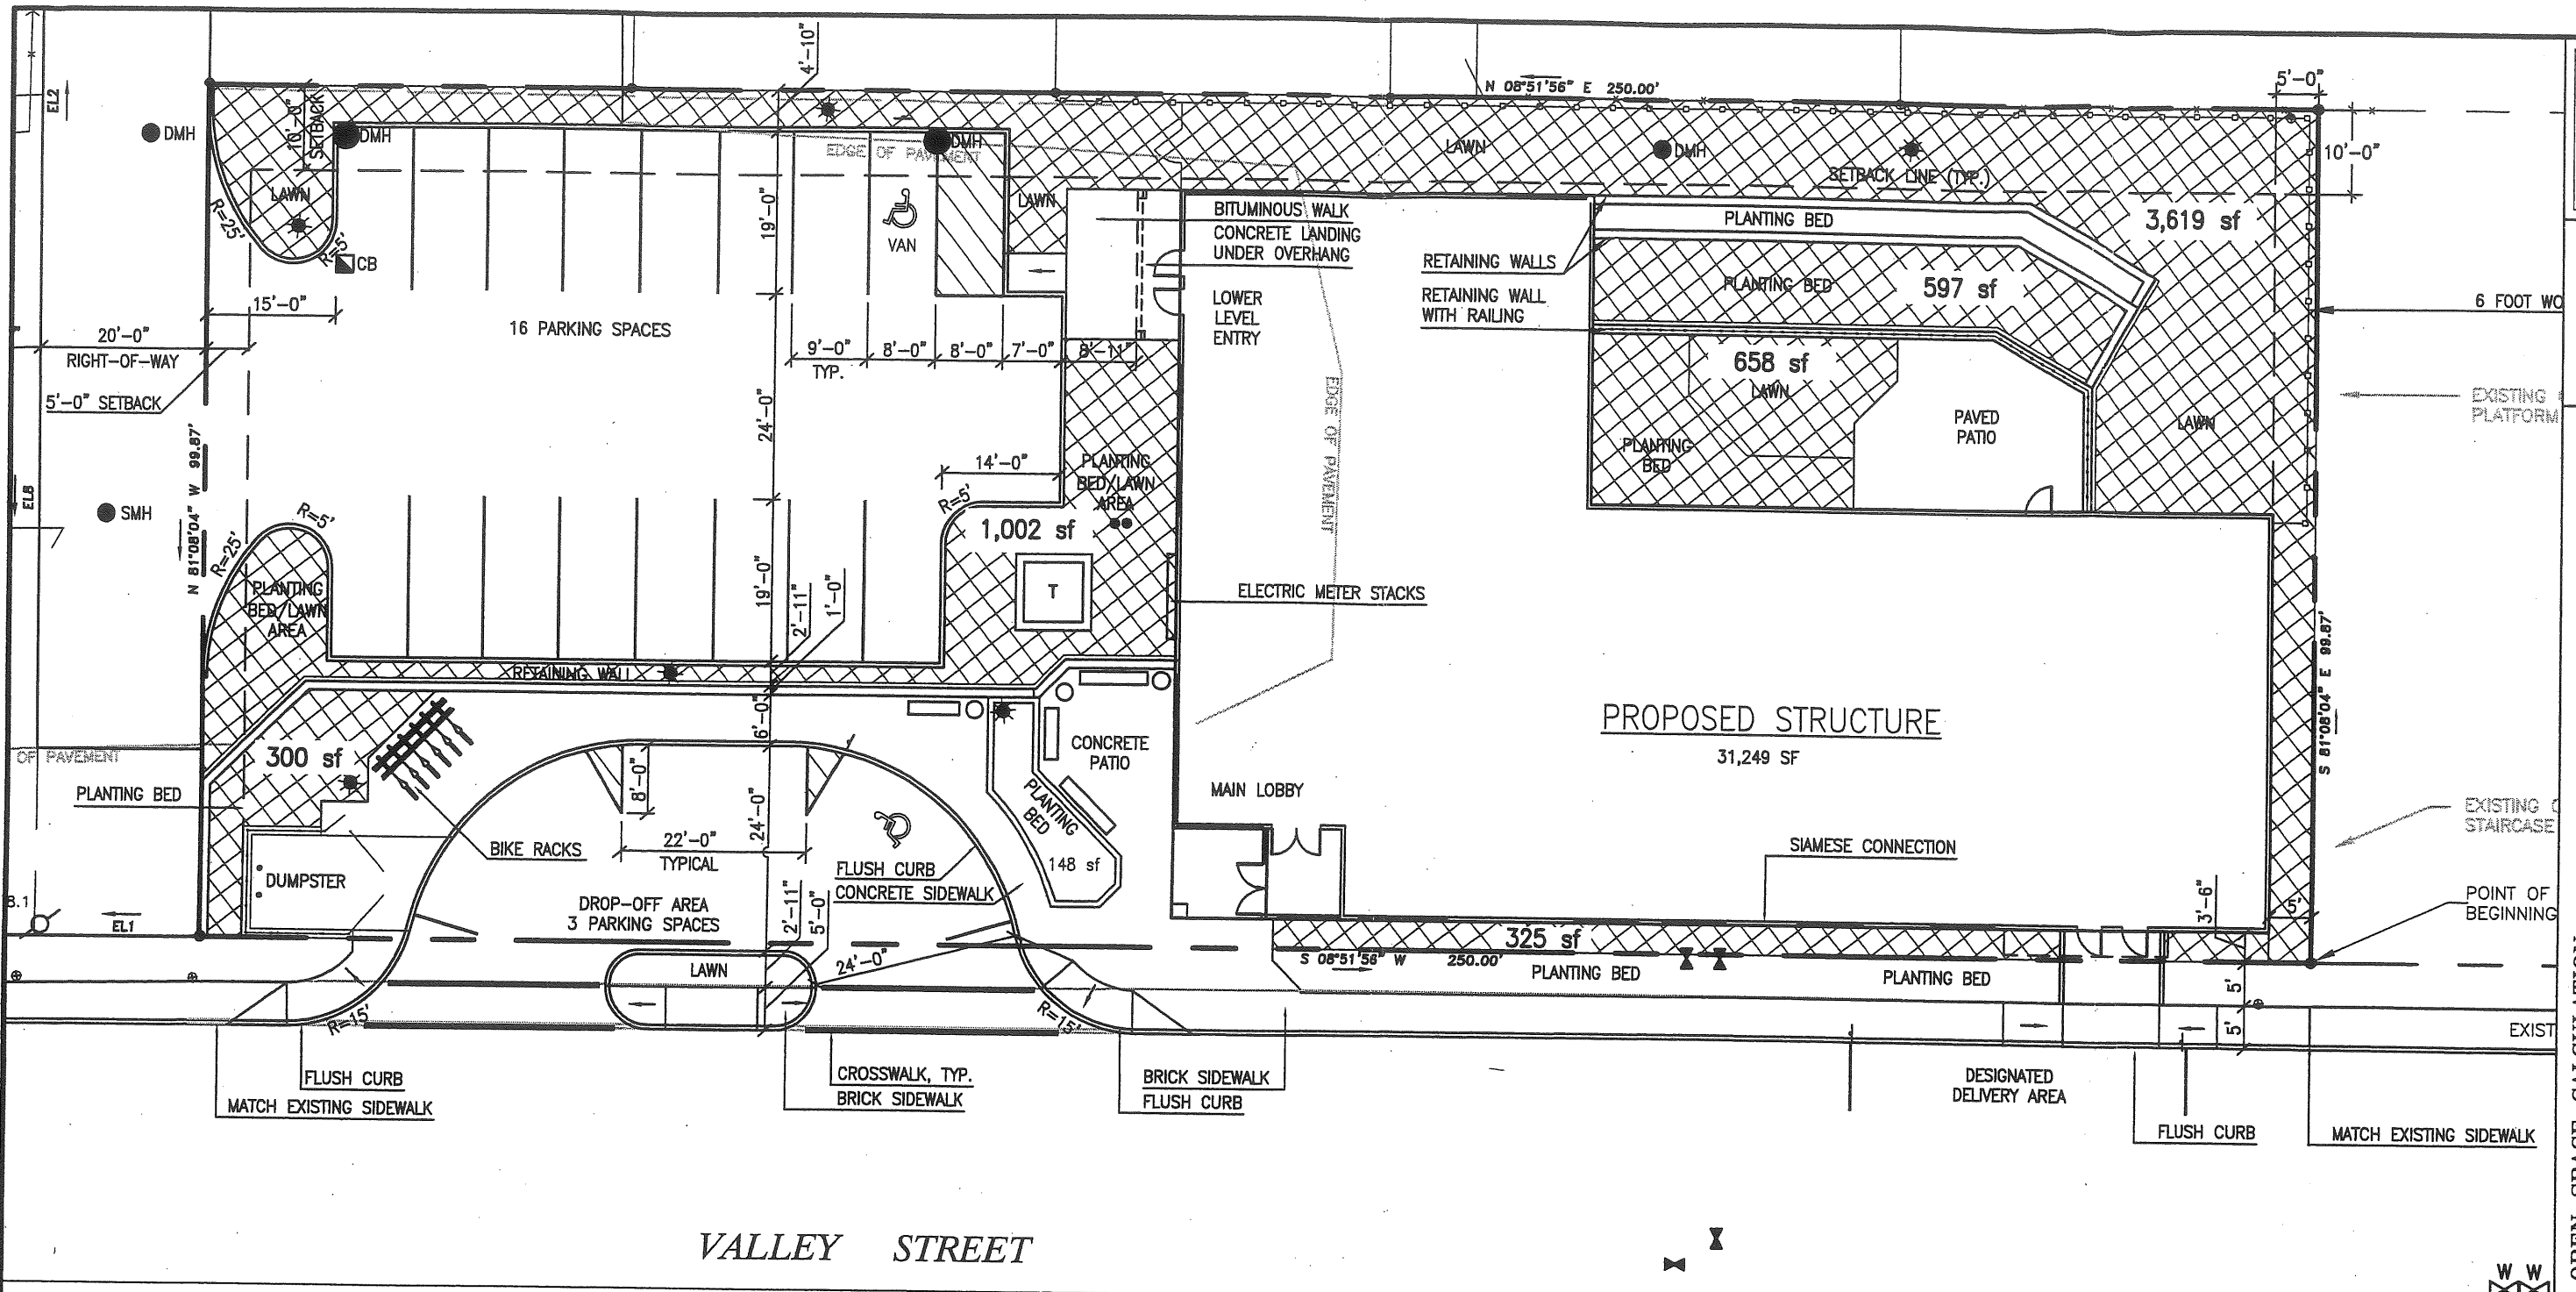 4'-10"
N 08°51'56" E 250.00'
5'-0"
EL2
10'-0"
SETBACK
DMH
DMH
DMH
EDGE OF PAVEMENT
LAWN
DMH
10'-0"
LAWN
LAWN
SETBACK LINE (TYP.)
R=25'
R=5'
CB
19'-0"
VAN
BITUMINOUS WALK
CONCRETE LANDING
UNDER OVERHANG
PLANTING BED
3,619 sf
RETAINING WALLS
RETAINING WALL
WITH RAILING
PLANTING BED
597 sf
LOWER
LEVEL
ENTRY
15'-0"
16 PARKING SPACES
6 FOOT WO
20'-0"
RIGHT-OF-WAY
9'-0"
TYP.
8'-0"
8'-0"
7'-0"
8'-11"
658 sf
LAWN
5'-0" SETBACK
EXISTING
PLATFORM
EDGE OF PAVEMENT
24'-0"
PAVED
PATIO
LAWN
PLANTING
BED
N 81°08'04" W 99.87'
14'-0"
PLANTING
BED/LAWN
AREA
EL8
SMH
R=5'
R=5'
R=25'
1,002 sf
PLANTING
BED/LAWN
AREA
19'-0"
2'-11"
1'-0"
T
ELECTRIC METER STACKS
RETAINING WALL
S 81°08'04" E 99.87'
6'-0"
PROPOSED STRUCTURE
31,249 SF
CONCRETE
PATIO
OF PAVEMENT
300 sf
8'-0"
PLANTING BED
PLANTING
BED
MAIN LOBBY
24'-0"
22'-0"
TYPICAL
BIKE RACKS
FLUSH CURB
CONCRETE SIDEWALK
148 sf
SIAMESE CONNECTION
EXISTING
STAIRCASE
DUMPSTER
DROP-OFF AREA
3 PARKING SPACES
2'-11"
5'-0"
3'-6"
5'
POINT OF
BEGINNING
8.1
EL1
325 sf
24'-0"
LAWN
S 08°51'56" W 250.00'
PLANTING BED
PLANTING BED
5'
R=15'
R=15'
5'
EXIST
FLUSH CURB
MATCH EXISTING SIDEWALK
CROSSWALK, TYP.
BRICK SIDEWALK
BRICK SIDEWALK
FLUSH CURB
DESIGNATED
DELIVERY AREA
FLUSH CURB
MATCH EXISTING SIDEWALK
VALLEY STREET
W W